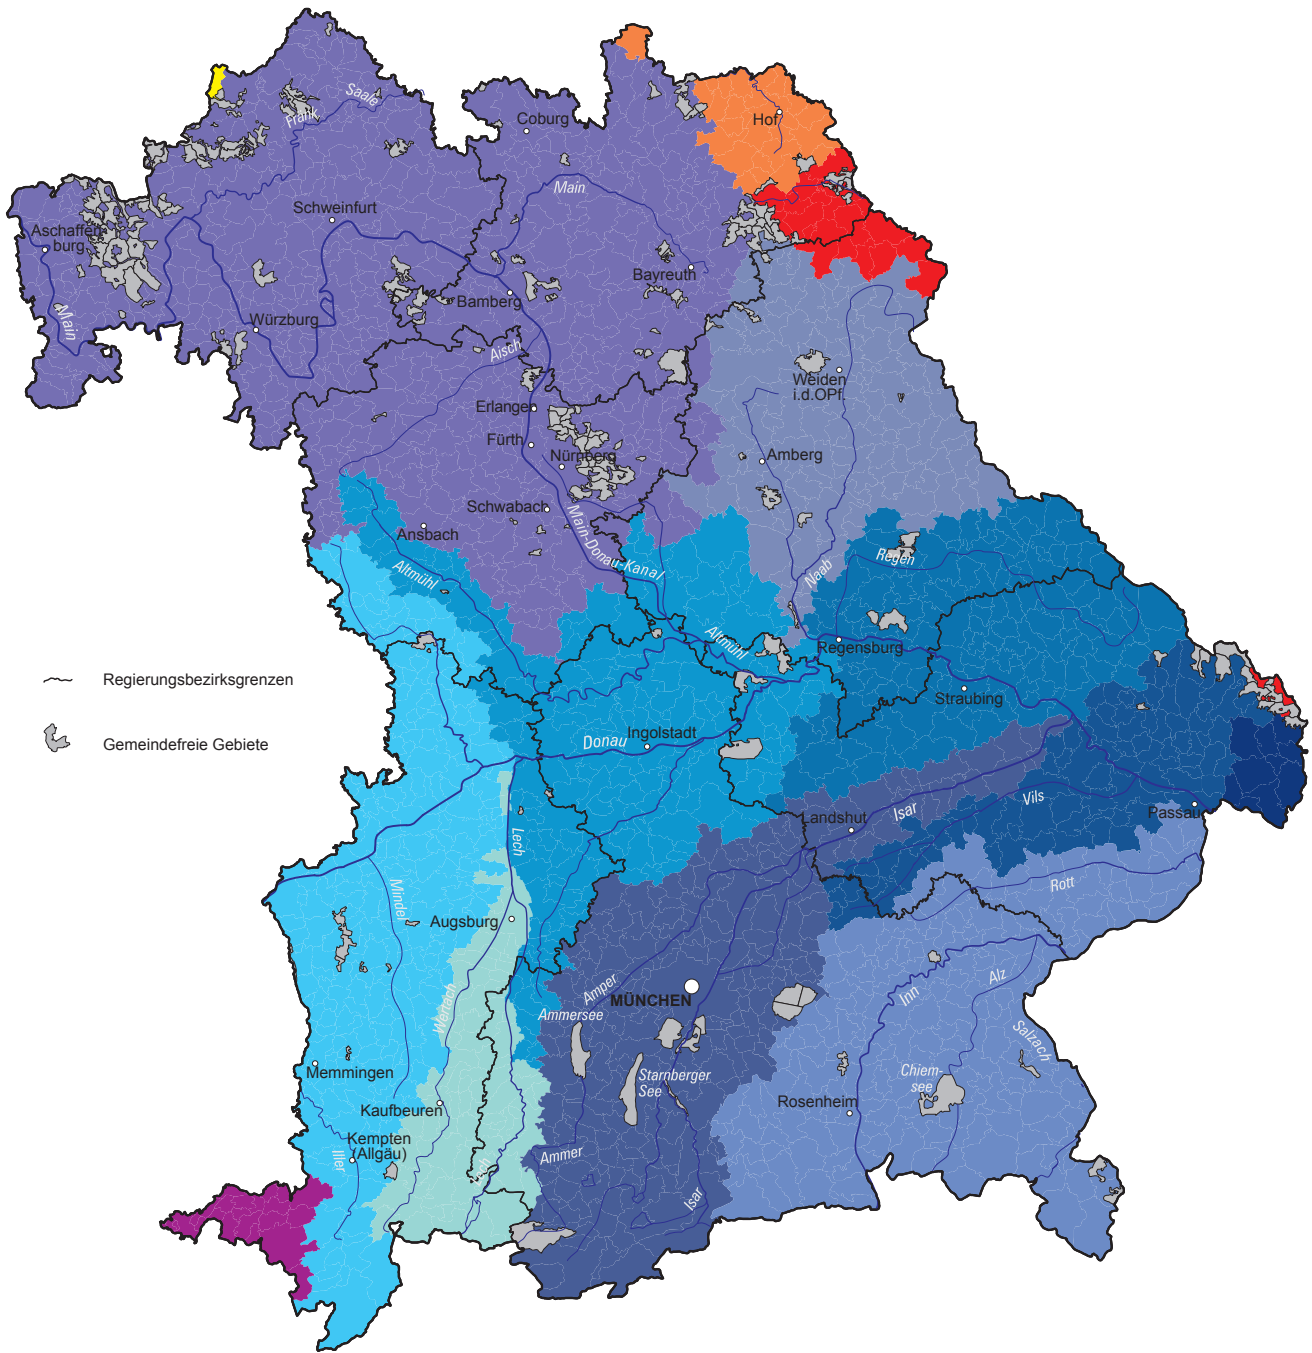 Saale
Fränk.
Coburg
Hof
Main
Schweinfurt
Aschaffen-
burg
Bayreuth
Bamberg
Main
Würzburg
Aisch
Weiden
i.d.OPf.
Erlangen
Fürth
Nürnberg
Amberg
Schwabach
Ansbach
Main-Donau-Kanal
Regen
Altmühl
Naab
Altmühl
Regensburg
Regierungsbezirksgrenzen
Straubing
Gemeindefreie Gebiete
Donau
Ingolstadt
Vils
Isar
Landshut
Passau
Lech
Mindel
Rott
Augsburg
Amper
MÜNCHEN
Inn
Alz
Wertach
Ammersee
Salzach
Memmingen
Starnberger
See
Chiem-
see
Kaufbeuren
Rosenheim
Kempten
(Allgäu)
Iller
Ammer
Lech
Isar